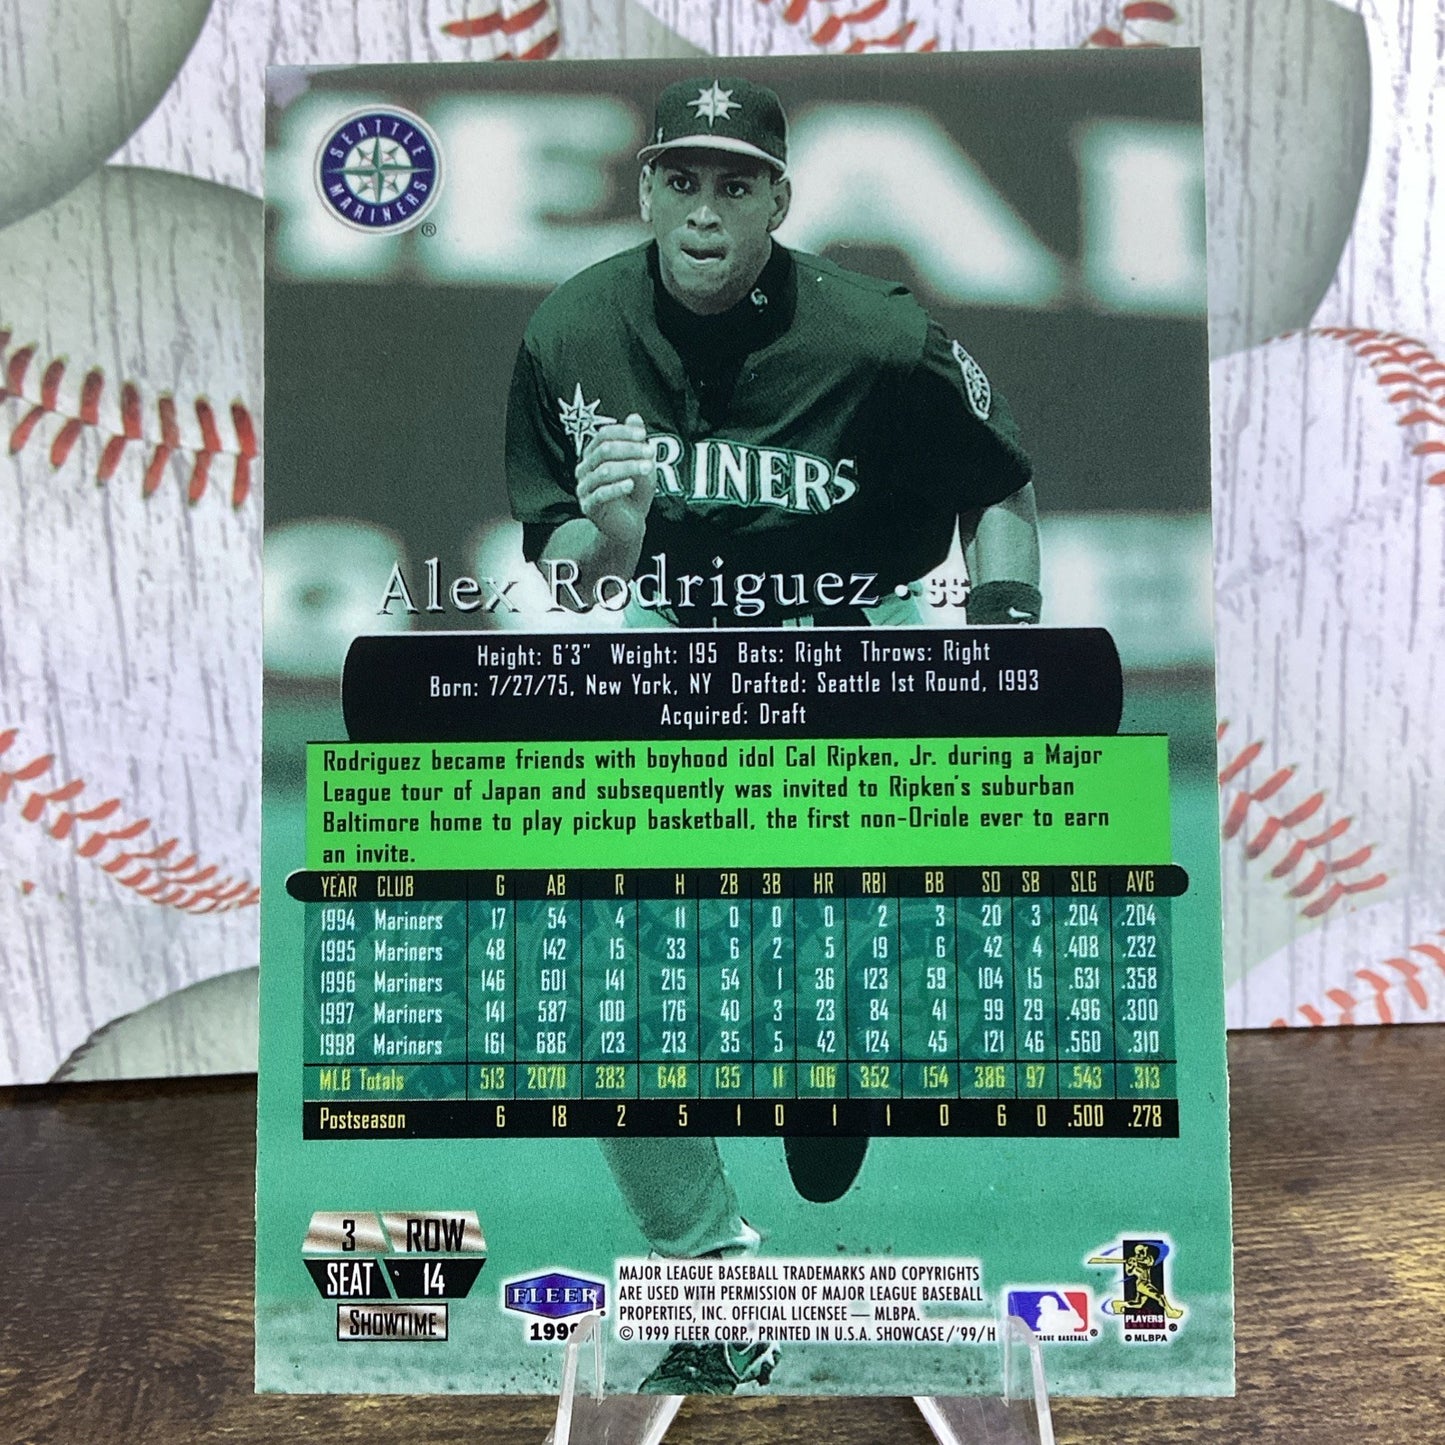 SEATTLE
MARINERS
®
RINERS
Alex Rodriguez • SS
Height: 6'3" Weight: 195 Bats: Right Throws: Right
Born: 7/27/75, New York, NY Drafted: Seattle 1st Round, 1993
Acquired: Draft
Rodriguez became friends with boyhood idol Cal Ripken, Jr. during a Major
League tour of Japan and subsequently was invited to Ripken's suburban
Baltimore home to play pickup basketball, the first non-Oriole ever to earn
an invite.
YEAR CLUB G AB R H 2B 3B HR RBI BB SO SB SLG AVG
1994 Mariners 17 54 4 11 0 0 0 2 3 20 3 .204 .204
1995 Mariners 48 142 15 33 6 2 5 19 6 42 4 .408 .232
1996 Mariners 146 601 141 215 54 1 36 123 59 104 15 .631 .358
1997 Mariners 141 587 100 176 40 3 23 84 41 99 29 .496 .300
1998 Mariners 161 686 123 213 35 5 42 124 45 121 46 .560 .310
MLB Totals 513 2070 383 648 135 11 106 352 154 386 97 .543 .313
Postseason 6 18 2 5 1 0 1 1 0 6 0 .500 .278
3 ROW
SEAT 14
SHOWTIME
FLEER
1999
MAJOR LEAGUE BASEBALL TRADEMARKS AND COPYRIGHTS
ARE USED WITH PERMISSION OF MAJOR LEAGUE BASEBALL
PROPERTIES, INC. OFFICIAL LICENSEE — MLBPA.
© 1999 FLEER CORP., PRINTED IN U.S.A. SHOWCASE/'99/H
LEAGUE BASEBALL ®
PLAYERS
© MLBPA